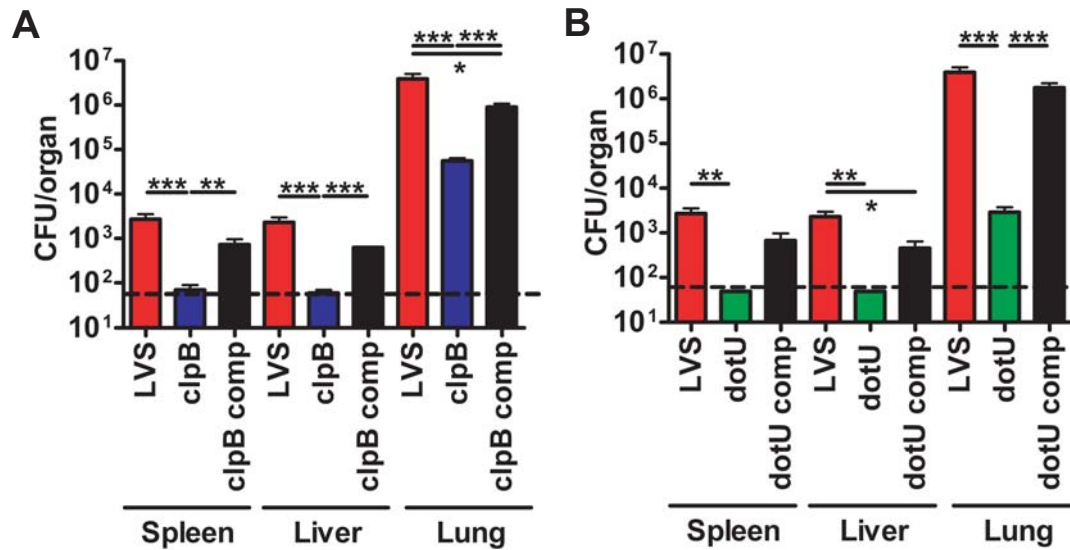 A
CFU/organ
10^7
10^6
10^5
10^4
10^3
10^2
10^1
*** **
*** ***
*** ***
*
LVS
clpB
clpB comp
LVS
clpB
clpB comp
LVS
clpB
clpB comp
Spleen Liver Lung
B
CFU/organ
10^7
10^6
10^5
10^4
10^3
10^2
10^1
**
**
*
*** ***
LVS
dotU
dotU comp
LVS
dotU
dotU comp
LVS
dotU
dotU comp
Spleen Liver Lung